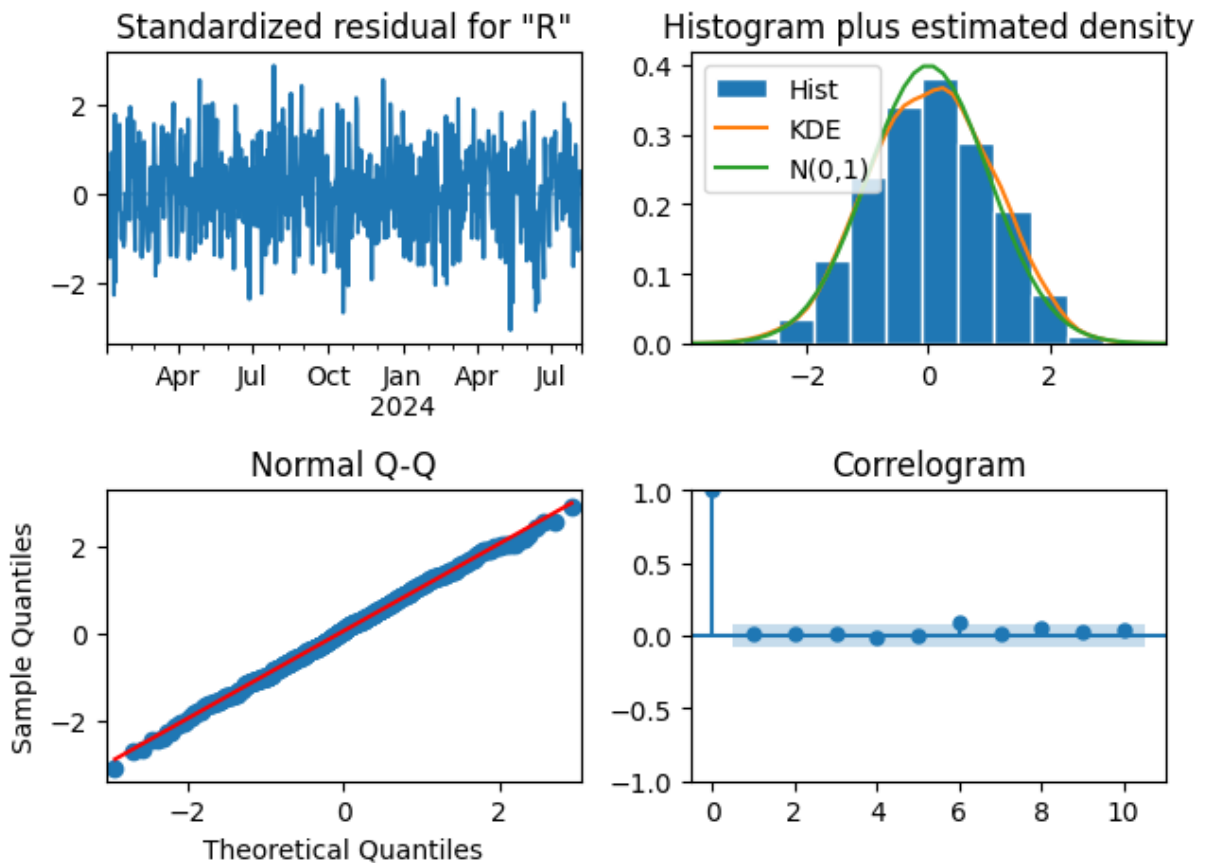 Standardized residual for "R"
2
0
−2
Apr Jul Oct Jan Apr Jul
2024
Histogram plus estimated density
0.4
0.3
0.2
0.1
0.0
Hist
KDE
N(0,1)
−2 0 2
Normal Q-Q
Sample Quantiles
2
0
−2
−2 0 2
Theoretical Quantiles
Correlogram
1.0
0.5
0.0
−0.5
−1.0
0 2 4 6 8 10